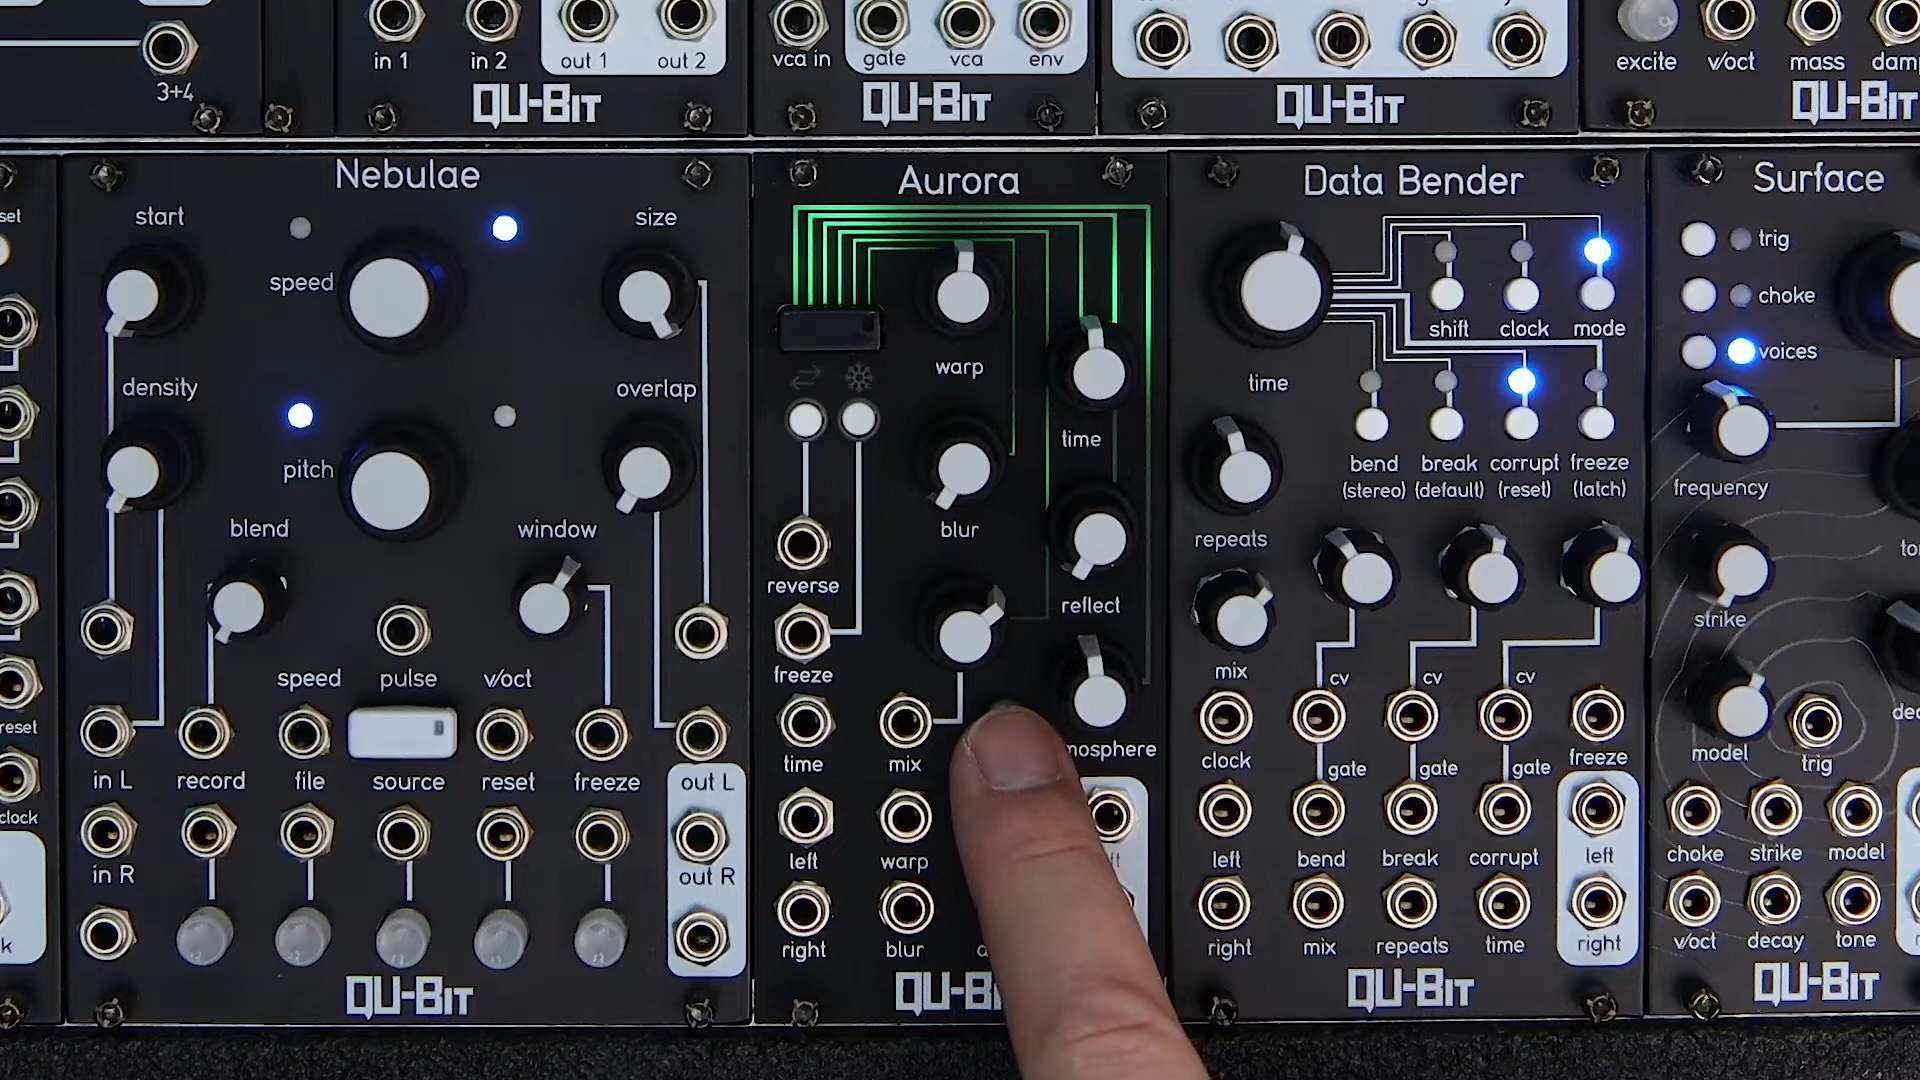 3+4
in 1 in 2 out 1 out 2
QU-BIT
vca in gate vca env
QU-BIT
QU-BIT
excite v/oct mass
QU-BIT
set
reset
clock
k
Nebulae
start
size
speed
density
overlap
pitch
blend
window
speed
pulse
v/oct
in L
record
file
source
reset
freeze
out L
in R
out R
QU-BIT
Aurora
warp
time
blur
reverse
reflect
freeze
time
mix
mosphere
left
warp
right
blur
Data Bender
shift
clock
mode
time
bend
(stereo)
break
(default)
corrupt
(reset)
freeze
(latch)
repeats
mix
cv
cv
cv
clock
gate
gate
gate
freeze
left
bend
break
corrupt
left
right
mix
repeats
time
right
QU-BIT
Surface
trig
choke
voices
frequency
strike
model
trig
choke
strike
model
v/oct
decay
tone
QU-BIT